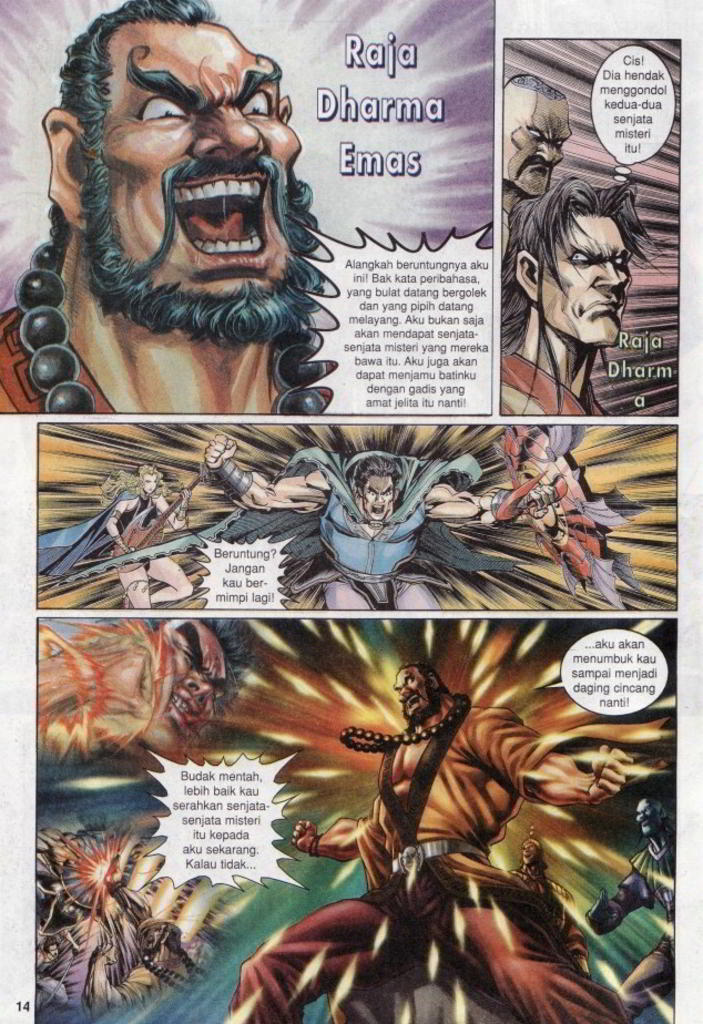 Raja
Dharma
Emas
Alangkah beruntungnya aku
ini! Bak kata peribahasa,
yang bulat datang bergolek
dan yang pipih datang
melayang. Aku bukan saja
akan mendapat senjata-
senjata misteri yang mereka
bawa itu. Aku juga akan
dapat menjamu batinku
dengan gadis yang
amat jelita itu nanti!
Cis!
Dia hendak
menggondol
kedua-dua
senjata
misteri
itu!
Raja
Dharm
a
Beruntung?
Jangan
kau ber-
mimpi lagi!
Budak mentah,
lebih baik kau
serahkan senjata-
senjata misteri
itu kepada
aku sekarang.
Kalau tidak...
...aku akan
menumbuk kau
sampai menjadi
daging cincang
nanti!
14